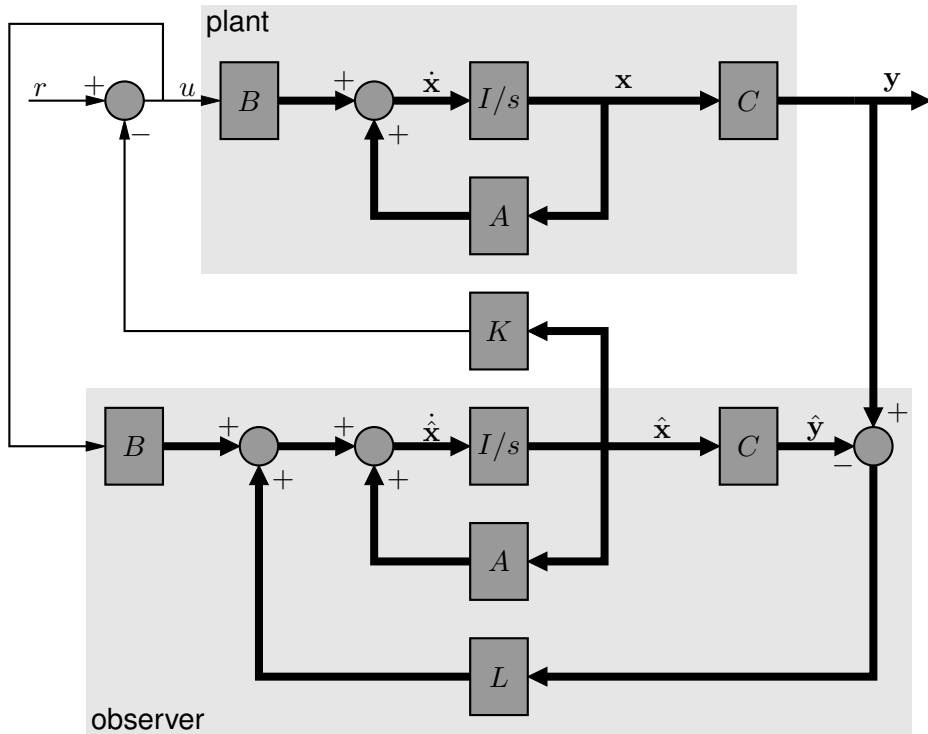 plant
r + u B + ẋ I/s x C y
− +
A
K
B + + x̂̇ I/s x̂ C ŷ +
+ + −
A
L
observer